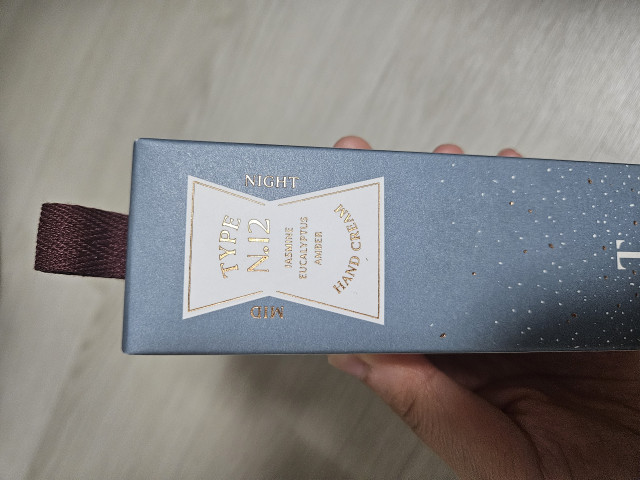 NIGHT
TYPE
N.12
JASMINE
EUCALYPTUS
AMBER
HAND CREAM
MID
T